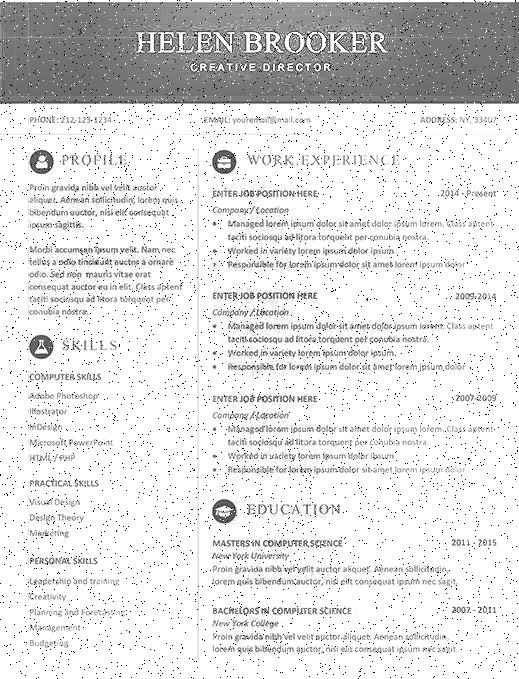 HELEN BROOKER
CREATIVE DIRECTOR
PHONE: 212-123-1234
EMAIL: youremail@mail.com
ADDRESS: NY, 33407
PROFILE
Proin gravida nibh vel velit auctor
aliquet. Aenean sollicitudin, lorem quis
bibendum auctor, nisi elit consequat
ipsum sagittis.
Morbi accumsan ipsum velit. Nam nec
tellus a odio tincidunt auctor a ornare
odio. Sed non mauris vitae erat
consequat auctor eu in elit. Class aptent
taciti sociosqu ad litora torquent per
conubia nostra.
SKILLS
COMPUTER SKILLS
Adobe Photoshop
Illustrator
InDesign
Microsoft PowerPoint
HTML / PHP
PRACTICAL SKILLS
Visual Design
Design Theory
Marketing
PERSONAL SKILLS
Leadership and training
Creativity
Planning and Forecasting
Management
Budgeting
WORK EXPERIENCE
ENTER JOB POSITION HERE
2014 - Present
Company / Location
• Managed lorem ipsum dolor sit amet dolor ipsum lorem. Class aptent
taciti sociosqu ad litora torquent per conubia nostra.
• Worked in variety lorem ipsum dolor ipsum
• Responsible for lorem ipsum dolor sit amet lorem ipsum dolor
ENTER JOB POSITION HERE
2009-2014
Company / Location
• Managed lorem ipsum dolor sit amet dolor ipsum lorem. Class aptent
taciti sociosqu ad litora torquent per conubia nostra.
• Worked in variety lorem ipsum dolor ipsum.
• Responsible for lorem ipsum dolor sit amet lorem ipsum dolor
ENTER JOB POSITION HERE
2007-2009
Company / Location
• Managed lorem ipsum dolor sit amet dolor ipsum lorem. Class aptent
taciti sociosqu ad litora torquent per conubia nostra.
• Worked in variety lorem ipsum dolor ipsum
• Responsible for lorem ipsum dolor sit amet lorem ipsum dolor
EDUCATION
MASTERS IN COMPUTER SCIENCE
2011 - 2015
New York University
Proin gravida nibh vel velit auctor aliquet. Aenean sollicitudin,
lorem quis bibendum auctor, nisi elit consequat ipsum nec sagit.
BACHELORS IN COMPUTER SCIENCE
2007 - 2011
New York College
Proin gravida nibh vel velit auctor aliquet. Aenean sollicitudin,
lorem quis bibendum auctor, nisi elit consequat ipsum nec sagit.